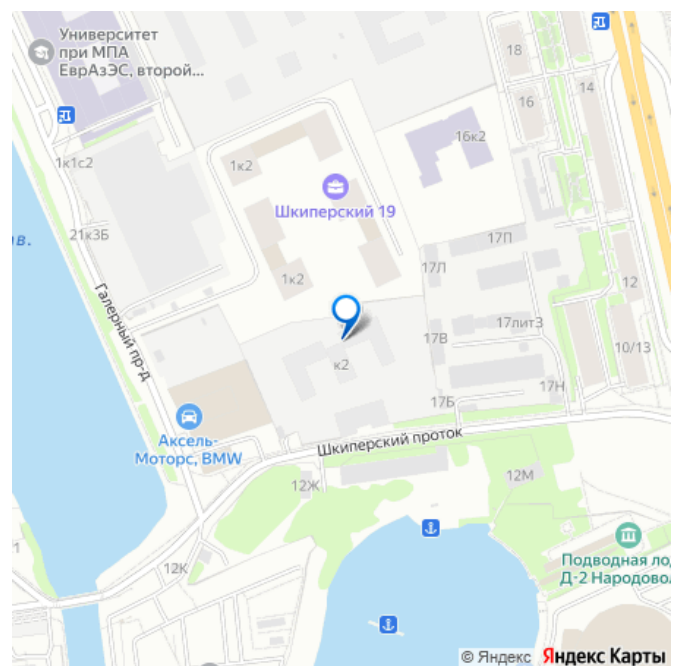 Университет
при МПА
ЕврАзЭС, второй...
18
16
14
1к1с2
1к2
16к2
Шкиперский 19
21к3Б
в.
17П
17Л
1к2
12
Галерный пр-д
17лит3
17В
10/13
к2
17Н
17Б
Аксель-
Моторс, BMW
Шкиперский проток
12М
12Ж
1
Подводная ло
Д-2 Народовол
12К
© Яндекс Яндекс Карты